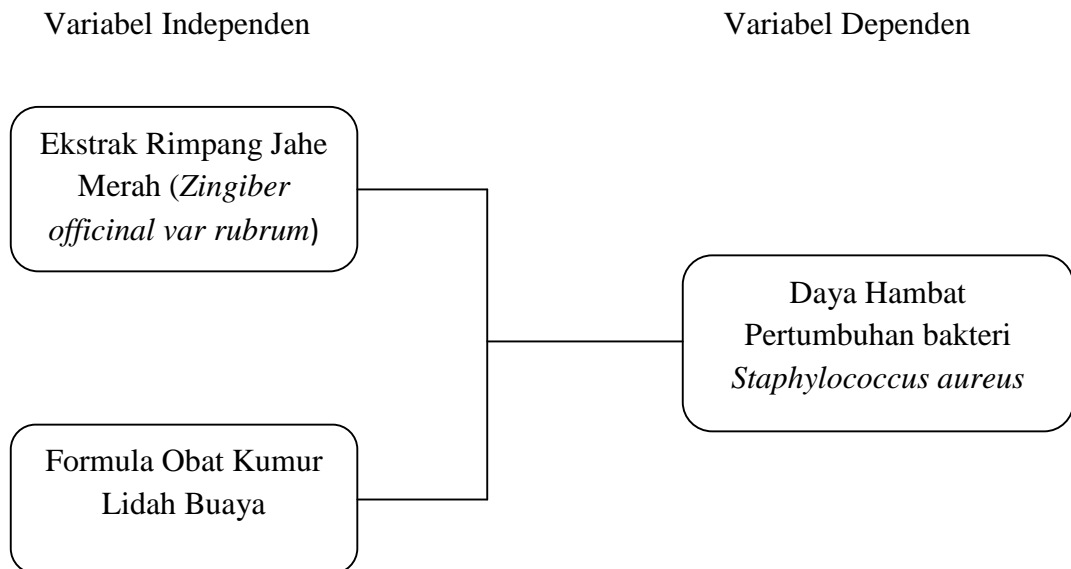 Variabel Independen
Variabel Dependen
Ekstrak Rimpang Jahe
Merah (Zingiber
officinal var rubrum)
Daya Hambat
Pertumbuhan bakteri
Staphylococcus aureus
Formula Obat Kumur
Lidah Buaya